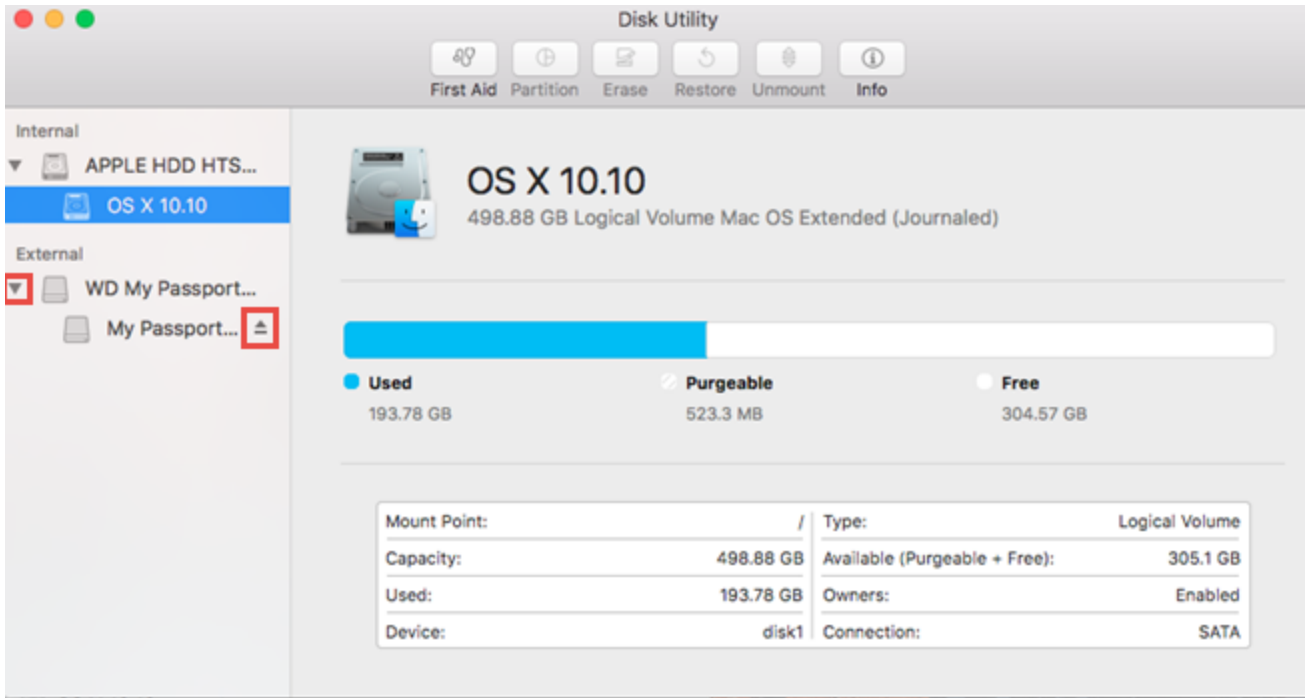 Disk Utility
First Aid Partition Erase Restore Unmount Info
Internal
APPLE HDD HTS...
OS X 10.10
External
WD My Passport...
My Passport...
OS X 10.10
498.88 GB Logical Volume Mac OS Extended (Journaled)
Used Purgeable Free
193.78 GB 523.3 MB 304.57 GB
Mount Point: / Type: Logical Volume
Capacity: 498.88 GB Available (Purgeable + Free): 305.1 GB
Used: 193.78 GB Owners: Enabled
Device: disk1 Connection: SATA